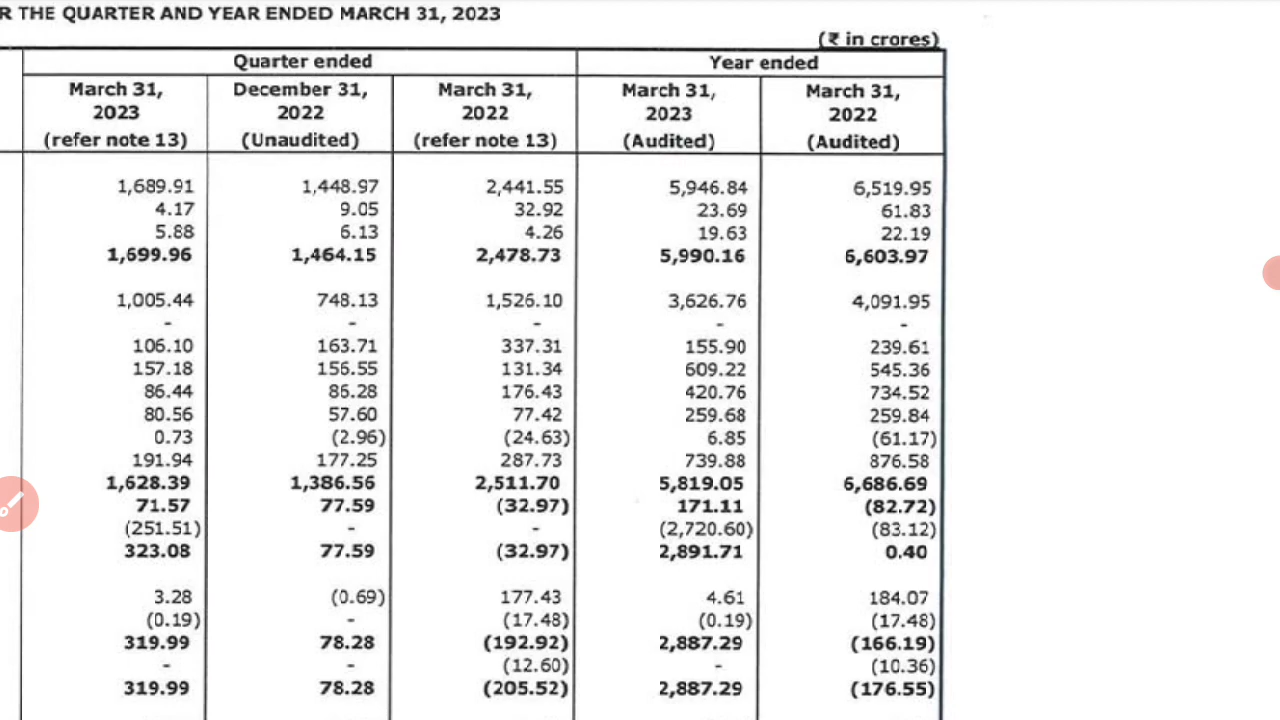 R THE QUARTER AND YEAR ENDED MARCH 31, 2023
(₹ in crores)
Quarter ended Year ended
March 31, December 31, March 31, March 31, March 31,
2023 2022 2022 2023 2022
(refer note 13) (Unaudited) (refer note 13) (Audited) (Audited)
1,689.91 1,448.97 2,441.55 5,946.84 6,519.95
4.17 9.05 32.92 23.69 61.83
5.88 6.13 4.26 19.63 22.19
1,699.96 1,464.15 2,478.73 5,990.16 6,603.97
1,005.44 748.13 1,526.10 3,626.76 4,091.95
- - - - -
106.10 163.71 337.31 155.90 239.61
157.18 156.55 131.34 609.22 545.36
86.44 86.28 176.43 420.76 734.52
80.56 57.60 77.42 259.68 259.84
0.73 (2.96) (24.63) 6.85 (61.17)
191.94 177.25 287.73 739.88 876.58
1,628.39 1,386.56 2,511.70 5,819.05 6,686.69
71.57 77.59 (32.97) 171.11 (82.72)
(251.51) - - (2,720.60) (83.12)
323.08 77.59 (32.97) 2,891.71 0.40
3.28 (0.69) 177.43 4.61 184.07
(0.19) - (17.48) (0.19) (17.48)
319.99 78.28 (192.92) 2,887.29 (166.19)
- - (12.60) - (10.36)
319.99 78.28 (205.52) 2,887.29 (176.55)